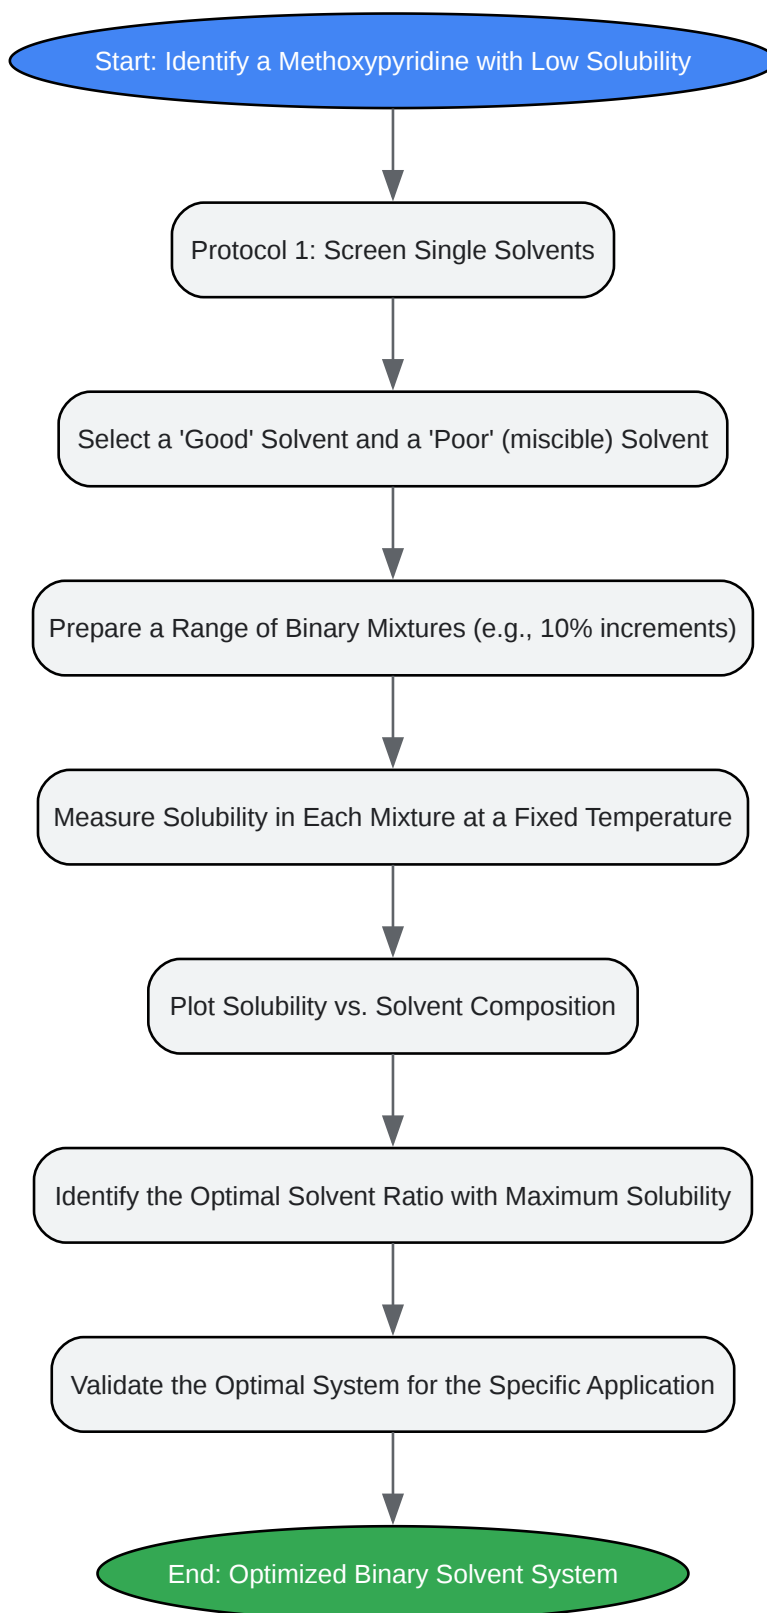 Start: Identify a Methoxypyridine with Low Solubility
Protocol 1: Screen Single Solvents
Select a 'Good' Solvent and a 'Poor' (miscible) Solvent
Prepare a Range of Binary Mixtures (e.g., 10% increments)
Measure Solubility in Each Mixture at a Fixed Temperature
Plot Solubility vs. Solvent Composition
Identify the Optimal Solvent Ratio with Maximum Solubility
Validate the Optimal System for the Specific Application
End: Optimized Binary Solvent System